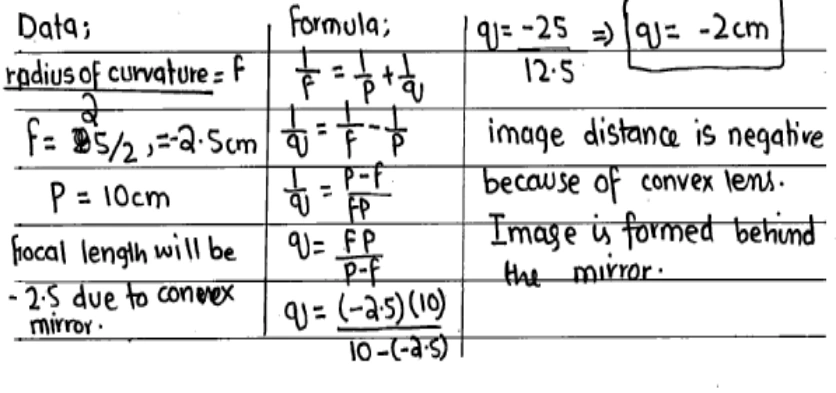 Data;
radius of curvature = f
2
f = 5/2, = -2.5cm
P = 10cm
focal length will be
- 2.5 due to convex
mirror.
Formula;
1/f = 1/p + 1/q
1/q = 1/f - 1/p
1/q = P-f/fP
q = fP/P-f
q = (-2.5)(10)/10-(-2.5)
q = -25/12.5 ⇒ q = -2cm
image distance is negative
because of convex lens.
Image is formed behind
the mirror.